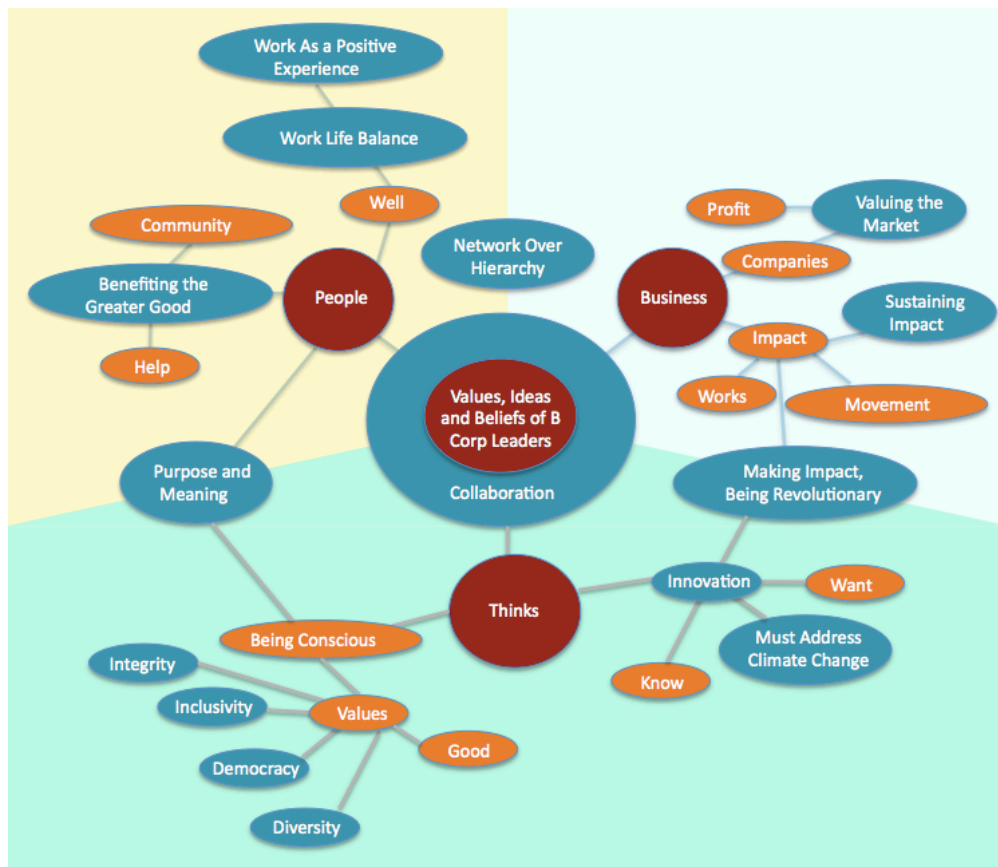 Work As a Positive
Experience
Work Life Balance
Well
Community
Benefiting the
Greater Good
Help
People
Network Over
Hierarchy
Business
Profit
Valuing the
Market
Companies
Sustaining
Impact
Impact
Works
Movement
Values, Ideas
and Beliefs of B
Corp Leaders
Collaboration
Purpose and
Meaning
Making Impact,
Being Revolutionary
Thinks
Innovation
Want
Must Address
Climate Change
Know
Being Conscious
Integrity
Inclusivity
Values
Democracy
Good
Diversity